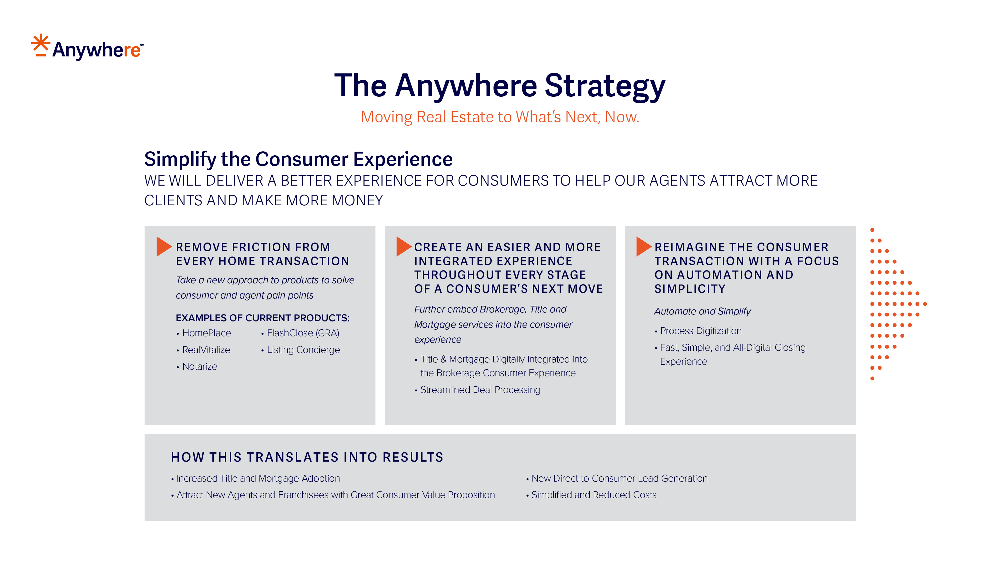 Anywhere℠
The Anywhere Strategy
Moving Real Estate to What’s Next, Now.
Simplify the Consumer Experience
WE WILL DELIVER A BETTER EXPERIENCE FOR CONSUMERS TO HELP OUR AGENTS ATTRACT MORE
CLIENTS AND MAKE MORE MONEY
REMOVE FRICTION FROM
EVERY HOME TRANSACTION
Take a new approach to products to solve
consumer and agent pain points
EXAMPLES OF CURRENT PRODUCTS:
• HomePlace
• RealVitalize
• Notarize
• FlashClose (GRA)
• Listing Concierge
CREATE AN EASIER AND MORE
INTEGRATED EXPERIENCE
THROUGHOUT EVERY STAGE
OF A CONSUMER’S NEXT MOVE
Further embed Brokerage, Title and
Mortgage services into the consumer
experience
• Title & Mortgage Digitally Integrated into
the Brokerage Consumer Experience
• Streamlined Deal Processing
REIMAGINE THE CONSUMER
TRANSACTION WITH A FOCUS
ON AUTOMATION AND
SIMPLICITY
Automate and Simplify
• Process Digitization
• Fast, Simple, and All-Digital Closing
Experience
HOW THIS TRANSLATES INTO RESULTS
• Increased Title and Mortgage Adoption
• Attract New Agents and Franchisees with Great Consumer Value Proposition
• New Direct-to-Consumer Lead Generation
• Simplified and Reduced Costs